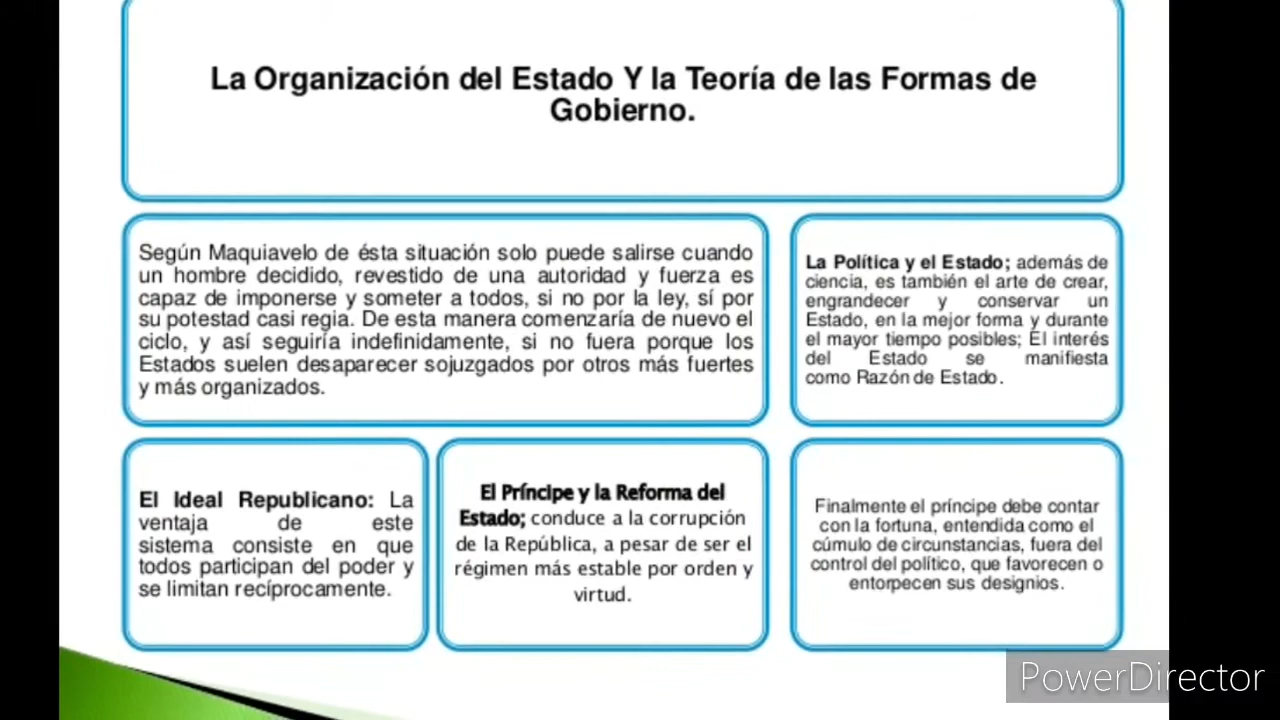 La Organización del Estado Y la Teoría de las Formas de
Gobierno.
Según Maquiavelo de ésta situación solo puede salirse cuando
un hombre decidido, revestido de una autoridad y fuerza es
capaz de imponerse y someter a todos, si no por la ley, sí por
su potestad casi regia. De esta manera comenzaría de nuevo el
ciclo, y así seguiría indefinidamente, si no fuera porque los
Estados suelen desaparecer sojuzgados por otros más fuertes
y más organizados.
La Política y el Estado; además de
ciencia, es también el arte de crear,
engrandecer y conservar un
Estado, en la mejor forma y durante
el mayor tiempo posibles; El interés
del Estado se manifiesta
como Razón de Estado.
El Ideal Republicano: La
ventaja de este
sistema consiste en que
todos participan del poder y
se limitan recíprocamente.
El Príncipe y la Reforma del
Estado; conduce a la corrupción
de la República, a pesar de ser el
régimen más estable por orden y
virtud.
Finalmente el príncipe debe contar
con la fortuna, entendida como el
cúmulo de circunstancias, fuera del
control del político, que favorecen o
entorpecen sus designios.
PowerDirector